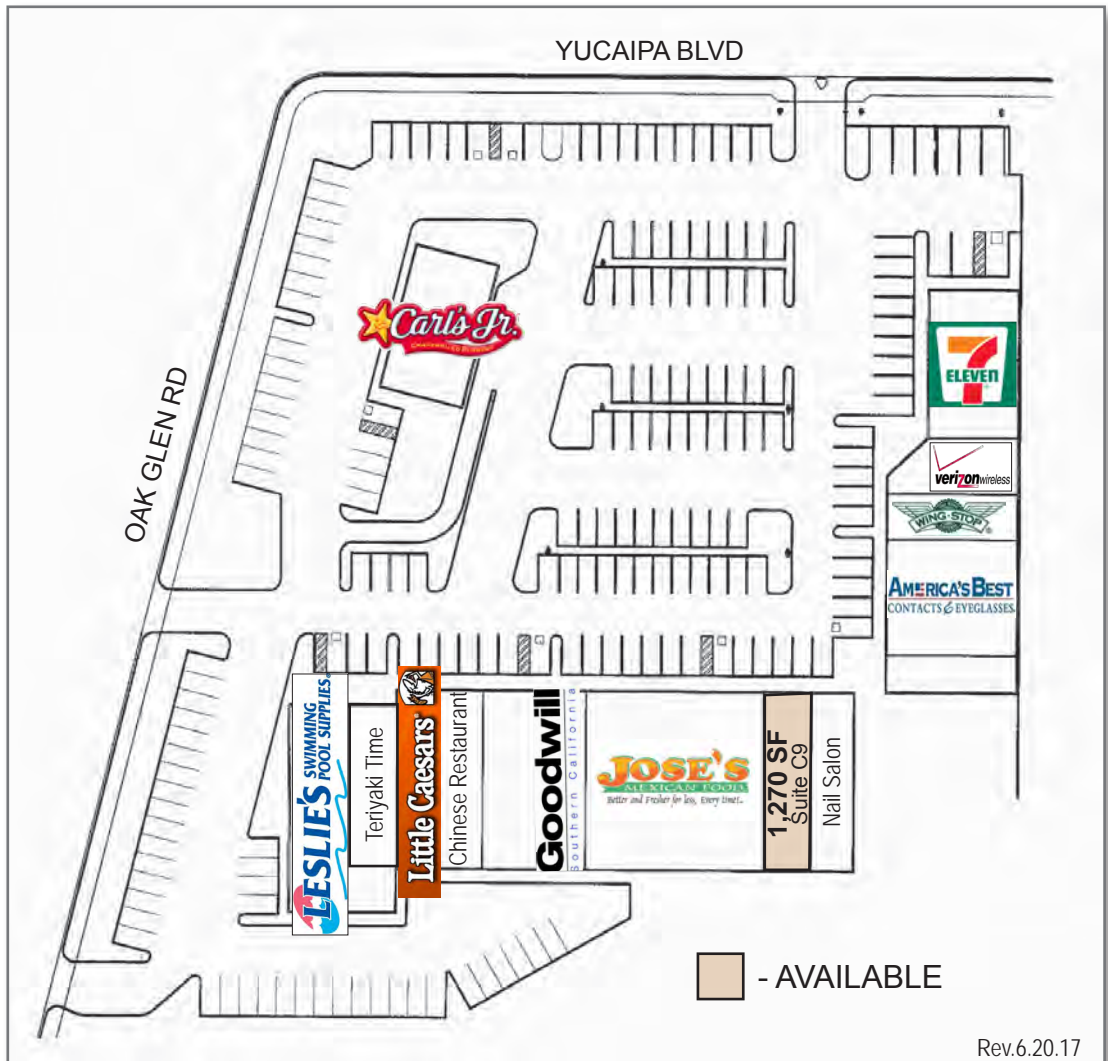 YUCAIPA BLVD
OAK GLEN RD
Carl's Jr.
7
ELEVEN
verizonwireless
WING·STOP
AMERICA'S BEST
CONTACTS & EYEGLASSES
LESLIE'S
SWIMMING
POOL SUPPLIES
Teriyaki Time
Little Caesars
Chinese Restaurant
Goodwill
Southern California
JOSE'S
MEXICAN FOOD
Better and Fresher for less, Every time!..
1,270 SF
Suite C9
Nail Salon
- AVAILABLE
Rev.6.20.17